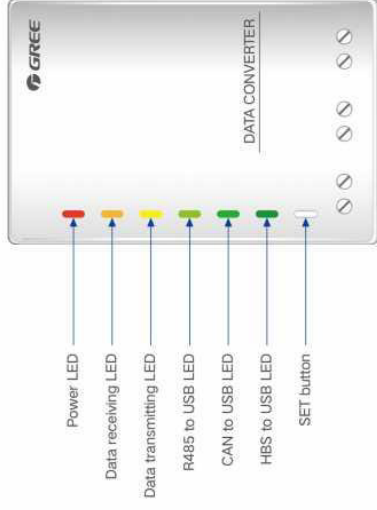 GREE
DATA CONVERTER
Power LED
Data receiving LED
Data transmitting LED
R485 to USB LED
CAN to USB LED
HBS to USB LED
SET button